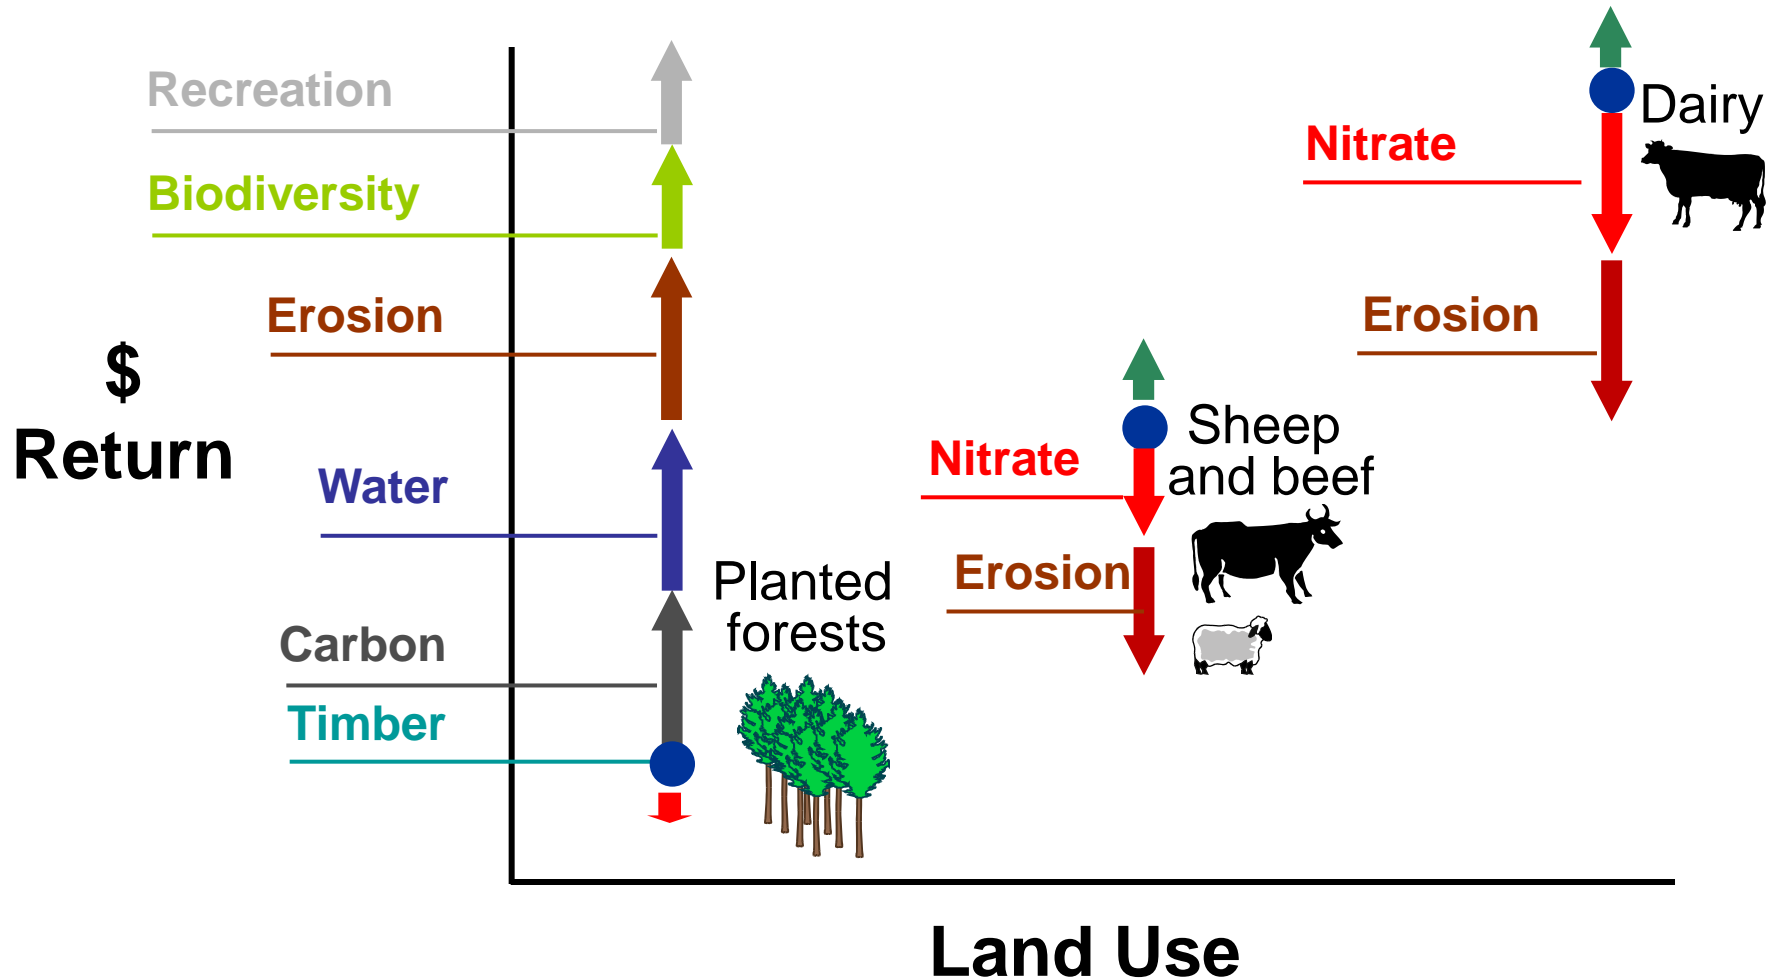 Recreation
Biodiversity
Erosion
$
Return
Water
Carbon
Timber
Planted
forests
Nitrate
Erosion
Sheep
and beef
Nitrate
Erosion
Dairy
Land Use